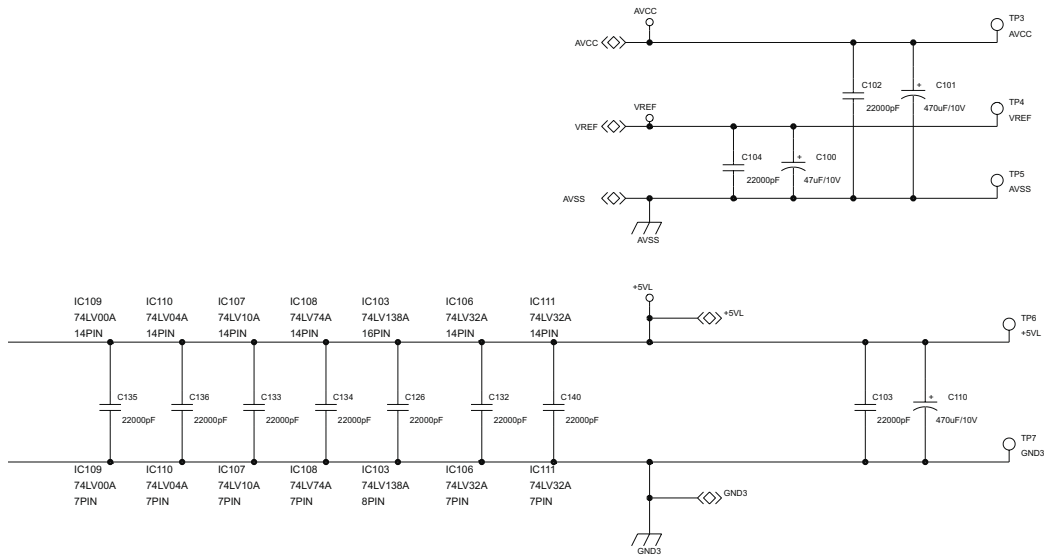 AVCC
TP3
AVCC
AVCC
C102
+ C101
22000pF
470uF/10V
VREF
TP4
VREF
VREF
C104
+ C100
22000pF
47uF/10V
TP5
AVSS
AVSS
AVSS
IC109 IC110 IC107 IC108 IC103 IC106 IC111
74LV00A 74LV04A 74LV10A 74LV74A 74LV138A 74LV32A 74LV32A
14PIN 14PIN 14PIN 14PIN 16PIN 14PIN 14PIN
+5VL
+5VL
TP6
+5VL
C135 C136 C133 C134 C126 C132 C140 C103 + C110
22000pF 22000pF 22000pF 22000pF 22000pF 22000pF 22000pF 22000pF 470uF/10V
TP7
GND3
IC109 IC110 IC107 IC108 IC103 IC106 IC111
74LV00A 74LV04A 74LV10A 74LV74A 74LV138A 74LV32A 74LV32A
7PIN 7PIN 7PIN 7PIN 8PIN 7PIN 7PIN
GND3
GND3